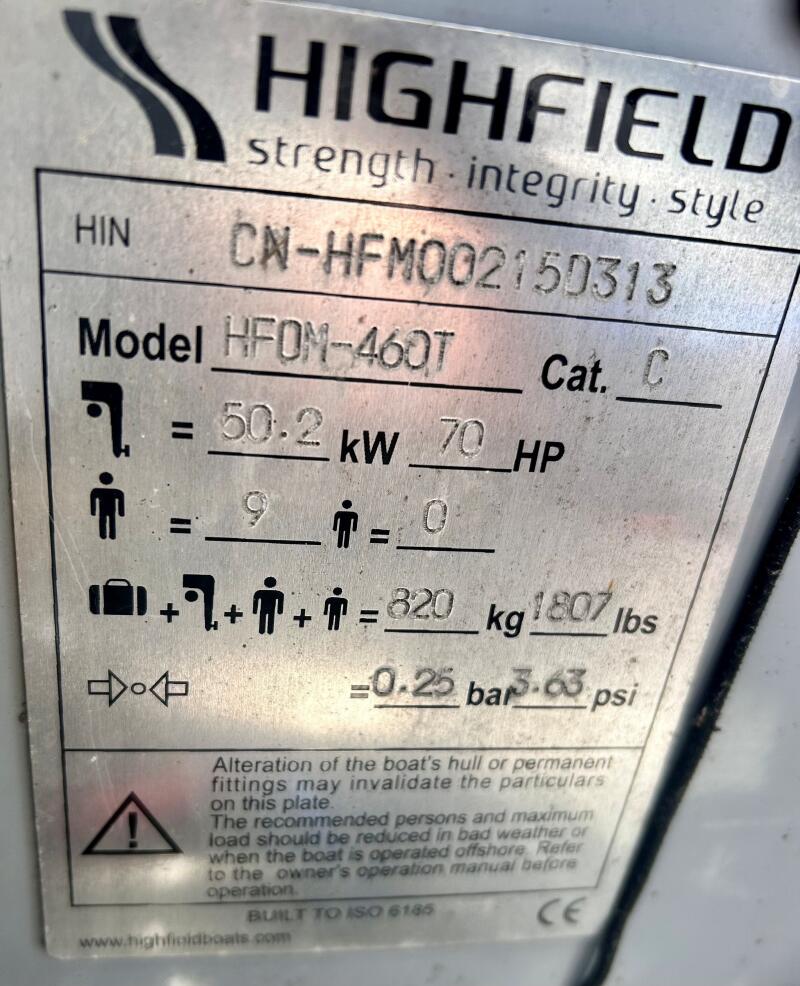 HIGHFIELD
strength · integrity · style
HIN CN-HFM00215D313
Model HFOM-460T Cat. C
= 50.2 kW 70 HP
= 9 = 0
+ + + = 820 kg 1807 lbs
=0.25 bar 3.63 psi
Alteration of the boat's hull or permanent
fittings may invalidate the particulars
on this plate.
The recommended persons and maximum
load should be reduced in bad weather or
when the boat is operated offshore. Refer
to the owner's operation manual before
operation.
BUILT TO ISO 6185
CE
www.highfieldboats.com